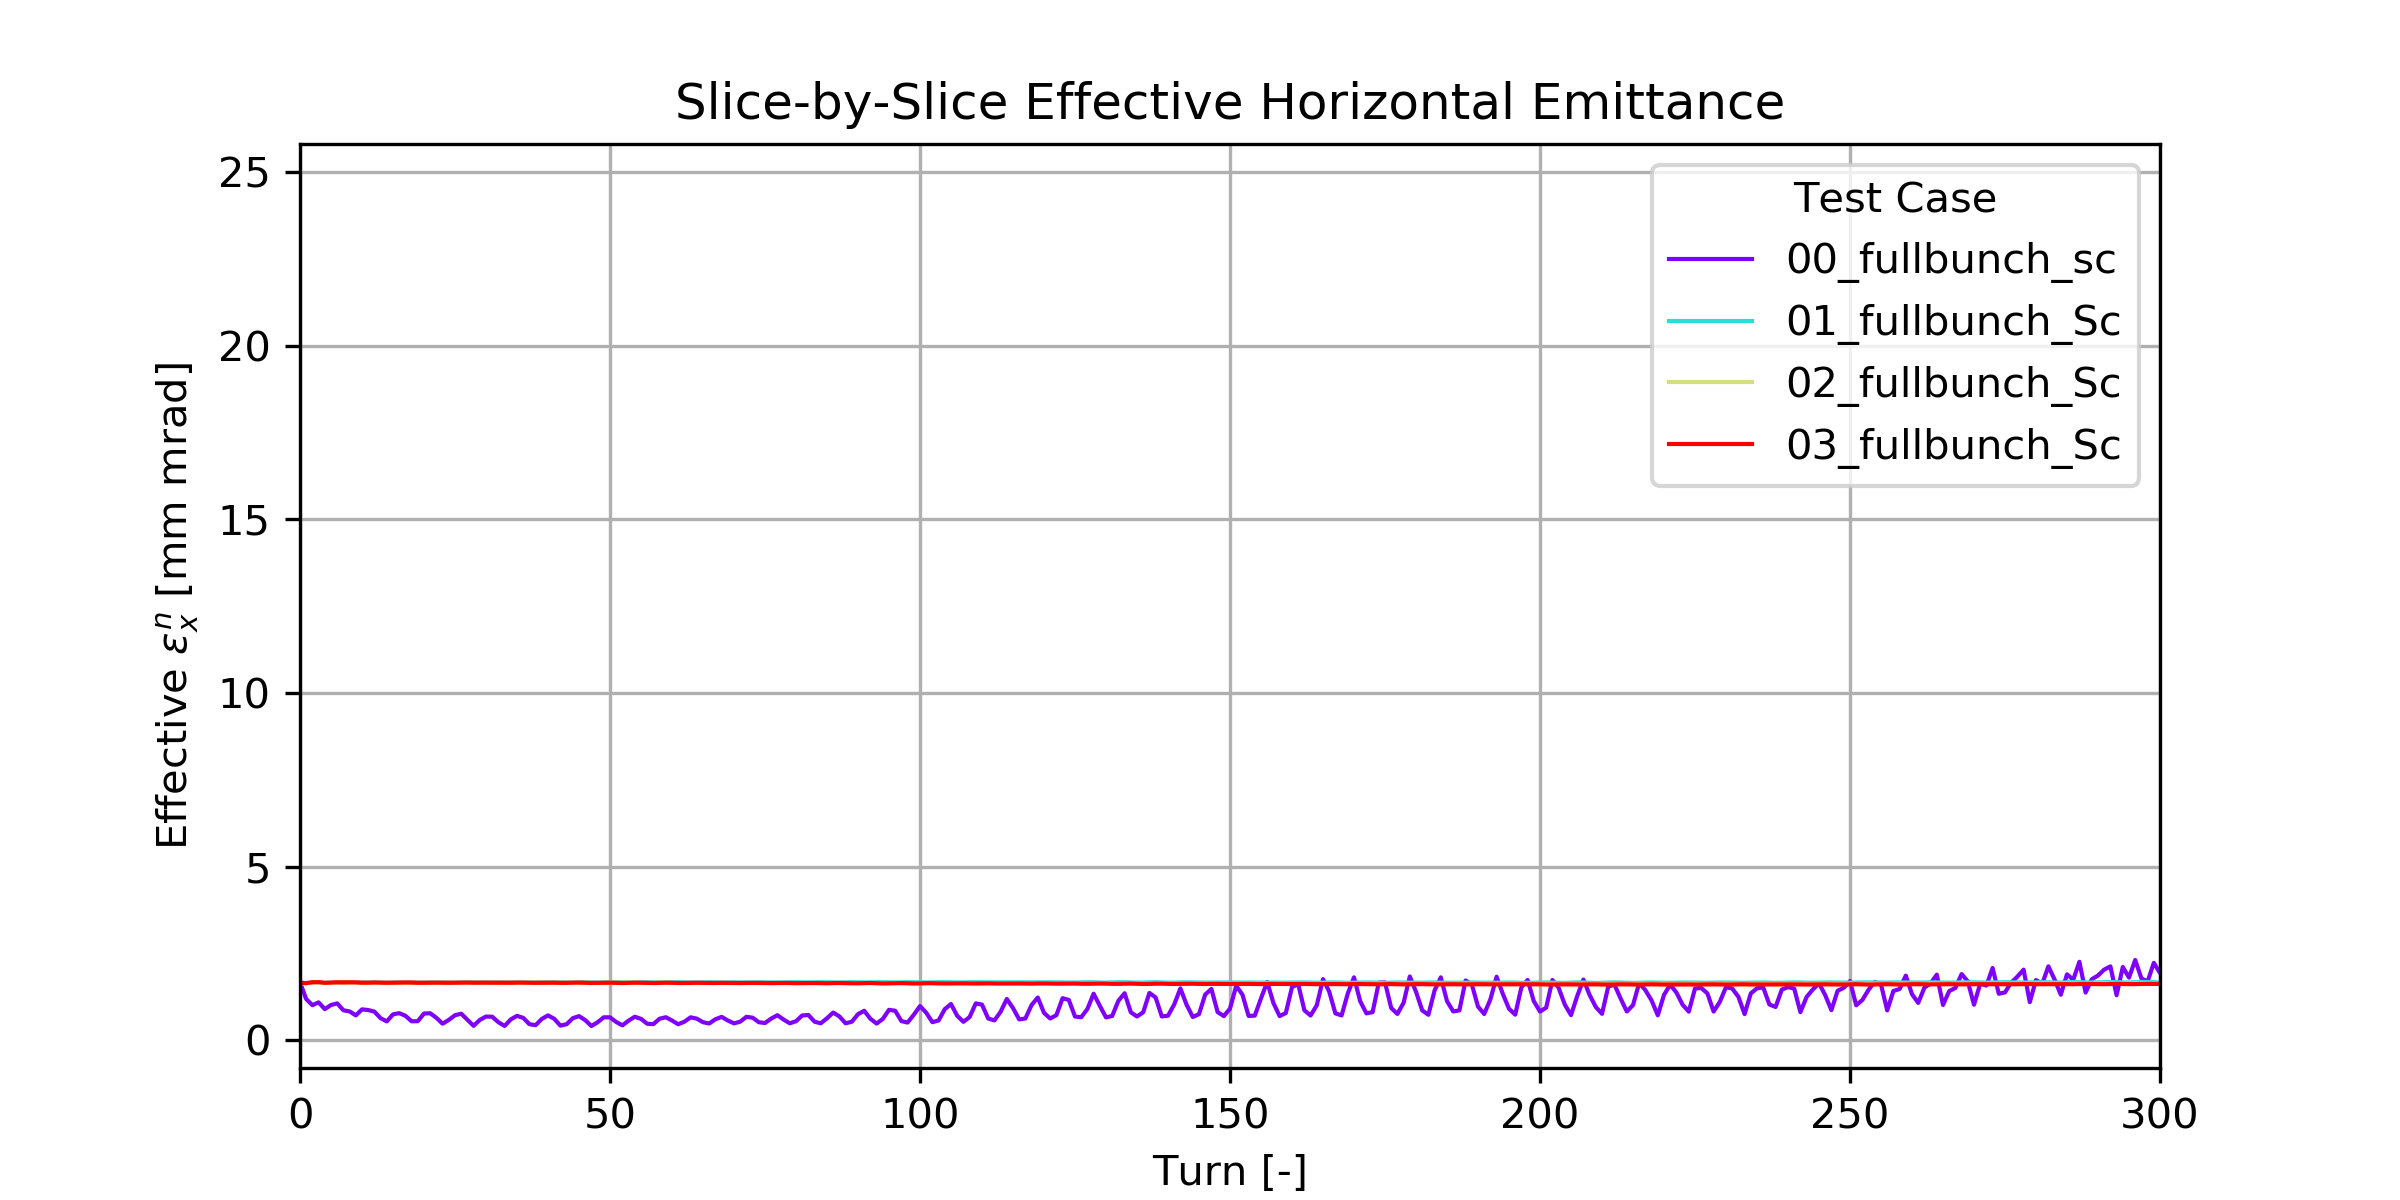 Slice-by-Slice Effective Horizontal Emittance
Effective ε_x^n [mm mrad]
25
20
15
10
5
0
Test Case
00_fullbunch_sc
01_fullbunch_Sc
02_fullbunch_Sc
03_fullbunch_Sc
0 50 100 150 200 250 300
Turn [-]